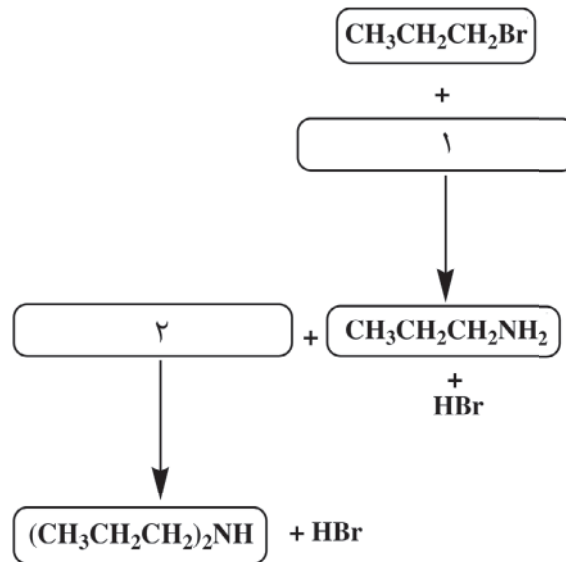 CH₃CH₂CH₂Br
+
١
٢ + CH₃CH₂CH₂NH₂
+
HBr
(CH₃CH₂CH₂)₂NH + HBr